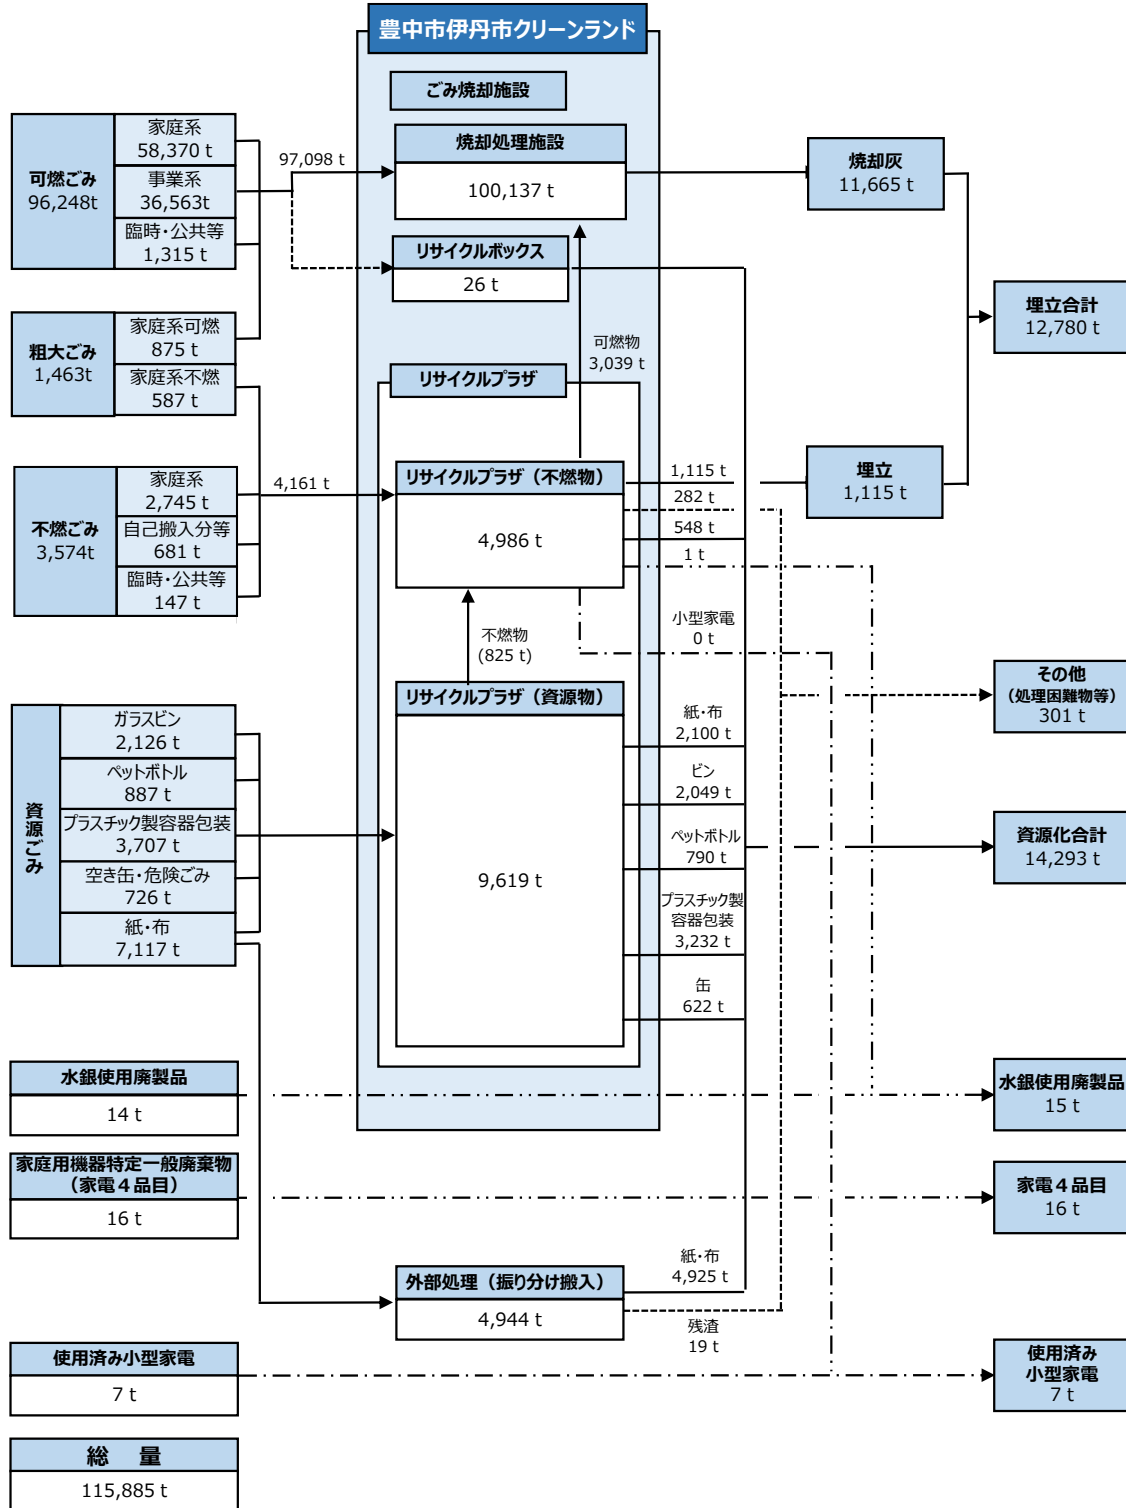 豊中市伊丹市クリーンランド
ごみ焼却施設
可燃ごみ
96,248t
家庭系
58,370 t
事業系
36,563t
臨時・公共等
1,315 t
97,098 t
焼却処理施設
100,137 t
焼却灰
11,665 t
リサイクルボックス
26 t
埋立合計
12,780 t
粗大ごみ
1,463t
家庭系可燃
875 t
家庭系不燃
587 t
可燃物
3,039 t
リサイクルプラザ
不燃ごみ
3,574t
家庭系
2,745 t
自己搬入分等
681 t
臨時・公共等
147 t
4,161 t
リサイクルプラザ（不燃物）
4,986 t
1,115 t
282 t
548 t
1 t
埋立
1,115 t
小型家電
0 t
不燃物
(825 t)
その他
（処理困難物等）
301 t
資源ごみ
ガラスビン
2,126 t
ペットボトル
887 t
プラスチック製容器包装
3,707 t
空き缶・危険ごみ
726 t
紙・布
7,117 t
リサイクルプラザ（資源物）
9,619 t
紙・布
2,100 t
ビン
2,049 t
ペットボトル
790 t
プラスチック製
容器包装
3,232 t
缶
622 t
資源化合計
14,293 t
水銀使用廃製品
14 t
水銀使用廃製品
15 t
家庭用機器特定一般廃棄物
（家電４品目）
16 t
家電４品目
16 t
外部処理（振り分け搬入）
4,944 t
紙・布
4,925 t
残渣
19 t
使用済み小型家電
7 t
使用済み
小型家電
7 t
総　量
115,885 t